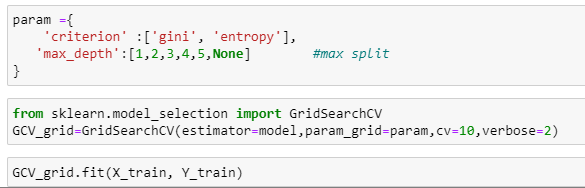 param ={
'criterion' :['gini', 'entropy'],
'max_depth':[1,2,3,4,5,None] #max split
}
from sklearn.model_selection import GridSearchCV
GCV_grid=GridSearchCV(estimator=model,param_grid=param,cv=10,verbose=2)
GCV_grid.fit(X_train, Y_train)